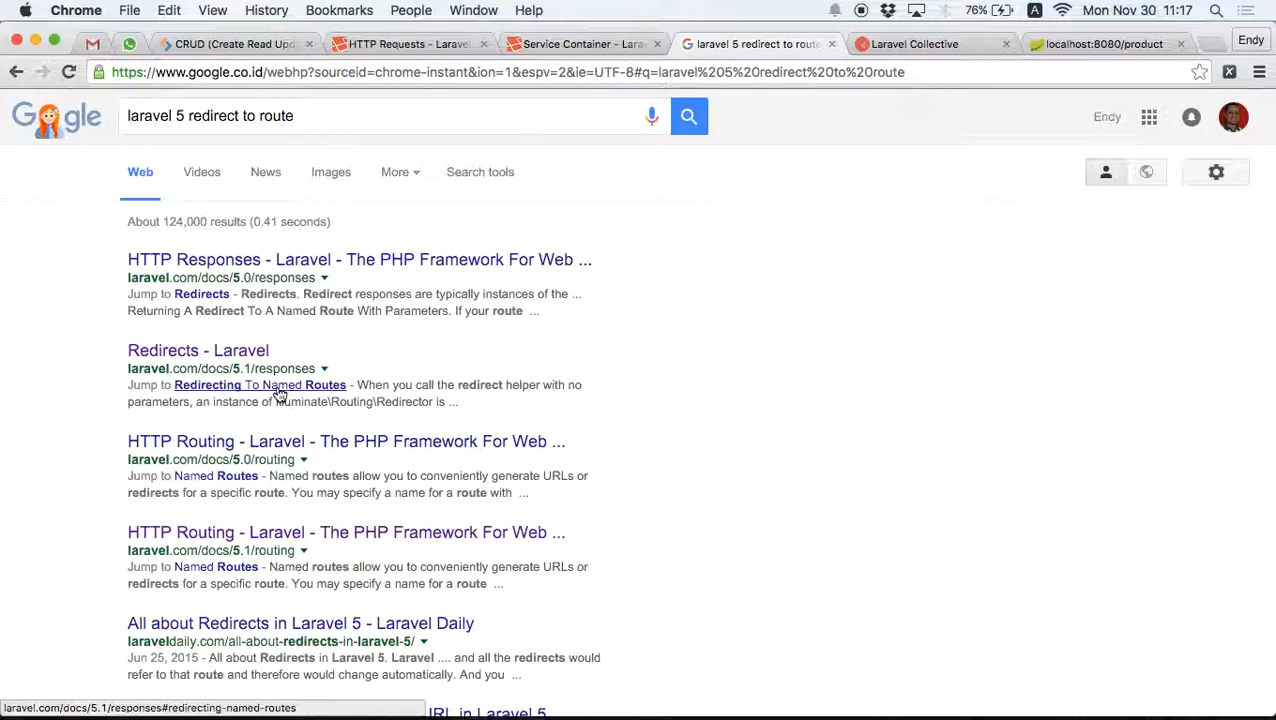 Chrome File Edit View History Bookmarks People Window Help 76% A Mon Nov 30 11:17
CRUD (Create Read Upd × HTTP Requests - Laravel × Service Container - Larav × laravel 5 redirect to rout × Laravel Collective × localhost:8080/product × Endy
https://www.google.co.id/webhp?sourceid=chrome-instant&ion=1&espv=2&ie=UTF-8#q=laravel%205%20redirect%20to%20route
Google laravel 5 redirect to route Endy
Web Videos News Images More Search tools
About 124,000 results (0.41 seconds)
HTTP Responses - Laravel - The PHP Framework For Web ...
laravel.com/docs/5.0/responses
Jump to Redirects - Redirects. Redirect responses are typically instances of the ...
Returning A Redirect To A Named Route With Parameters. If your route ...
Redirects - Laravel
laravel.com/docs/5.1/responses
Jump to Redirecting To Named Routes - When you call the redirect helper with no
parameters, an instance of Illuminate\Routing\Redirector is ...
HTTP Routing - Laravel - The PHP Framework For Web ...
laravel.com/docs/5.0/routing
Jump to Named Routes - Named routes allow you to conveniently generate URLs or
redirects for a specific route. You may specify a name for a route with ...
HTTP Routing - Laravel - The PHP Framework For Web ...
laravel.com/docs/5.1/routing
Jump to Named Routes - Named routes allow you to conveniently generate URLs or
redirects for a specific route. You may specify a name for a route ...
All about Redirects in Laravel 5 - Laravel Daily
laraveldaily.com/all-about-redirects-in-laravel-5/
Jun 25, 2015 - All about Redirects in Laravel 5. Laravel .... and all the redirects would
refer to that route and therefore would change automatically. And you ...
laravel.com/docs/5.1/responses#redirecting-named-routes
URL in Laravel 5